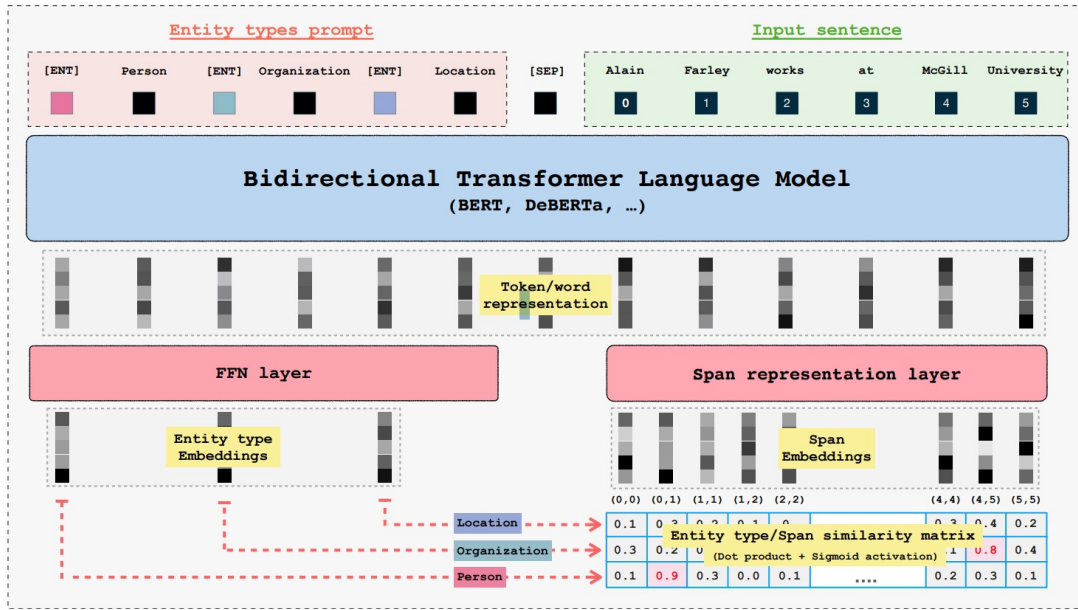 Entity types prompt
Input sentence
[ENT] Person [ENT] Organization [ENT] Location [SEP] Alain Farley works at McGill University
0 1 2 3 4 5
Bidirectional Transformer Language Model
(BERT, DeBERTa, …)
Token/word
representation
FFN layer
Span representation layer
Entity type
Embeddings
Span
Embeddings
(0,0) (0,1) (1,1) (1,2) (2,2) (4,4) (4,5) (5,5)
Location 0.1 0.4 0.2
Entity type/Span similarity matrix
Organization 0.3 0.8 0.4
(Dot product + Sigmoid activation)
Person 0.1 0.9 0.3 0.0 0.1 .... 0.2 0.3 0.1